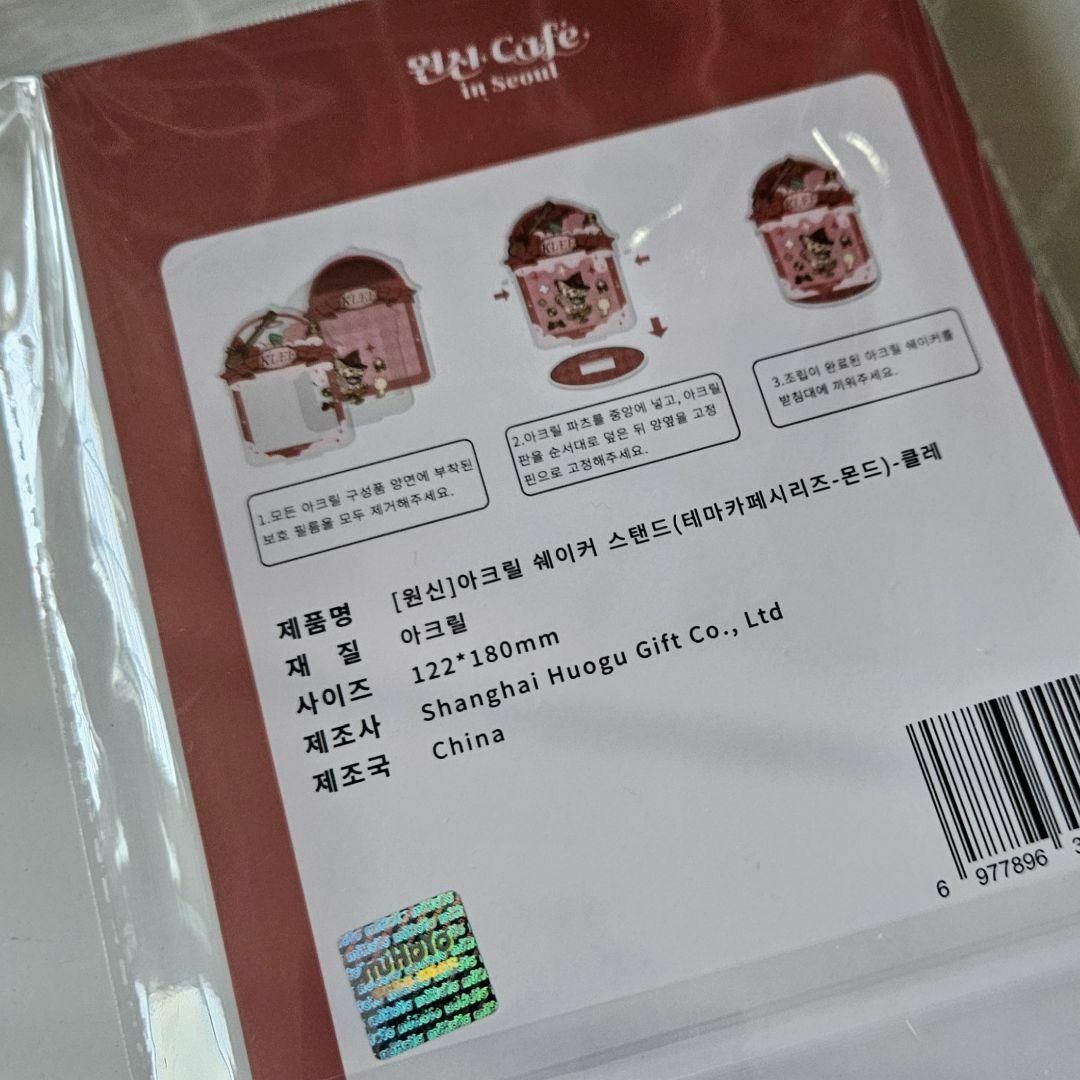 원신·Cafe
in Seoul
KLEE
KLEE
KLEE
KLEE
1.모든 아크릴 구성품 양면에 부착된
보호 필름을 모두 제거해주세요.
2.아크릴 파츠를 중앙에 넣고, 아크릴
판을 순서대로 덮은 뒤 양옆을 고정
핀으로 고정해주세요.
3.조립이 완료된 아크릴 쉐이커를
받침대에 끼워주세요.
제품명 [원신]아크릴 쉐이커 스탠드(테마카페시리즈-몬드)-클레
재 질 아크릴
사이즈 122*180mm
제조사 Shanghai Huogu Gift Co., Ltd
제조국 China
6 977896 3
miHoYo